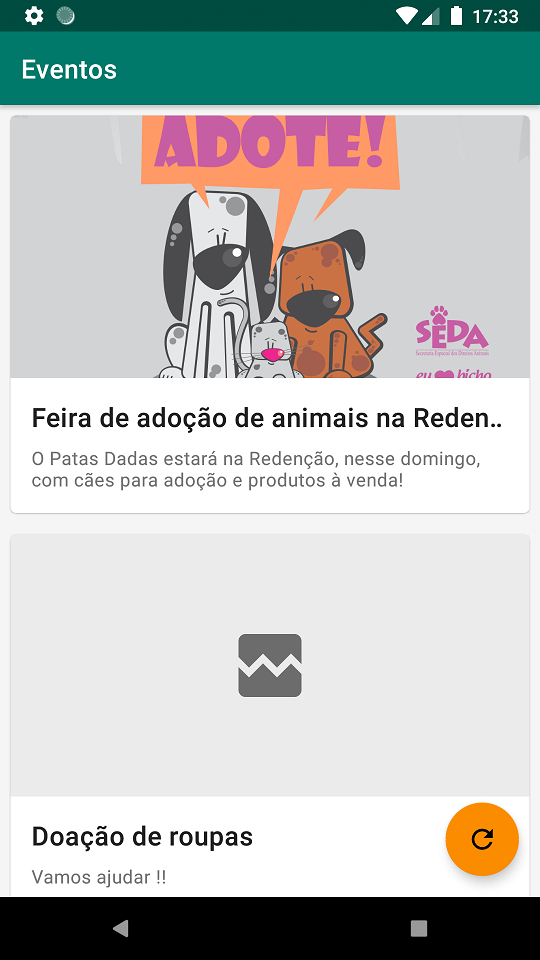 17:33
Eventos
ADOTE!
SEDA
Secretaria Especial dos Direitos Animais
eu bicho
Feira de adoção de animais na Reden..
O Patas Dadas estará na Redenção, nesse domingo,
com cães para adoção e produtos à venda!
Doação de roupas
Vamos ajudar !!